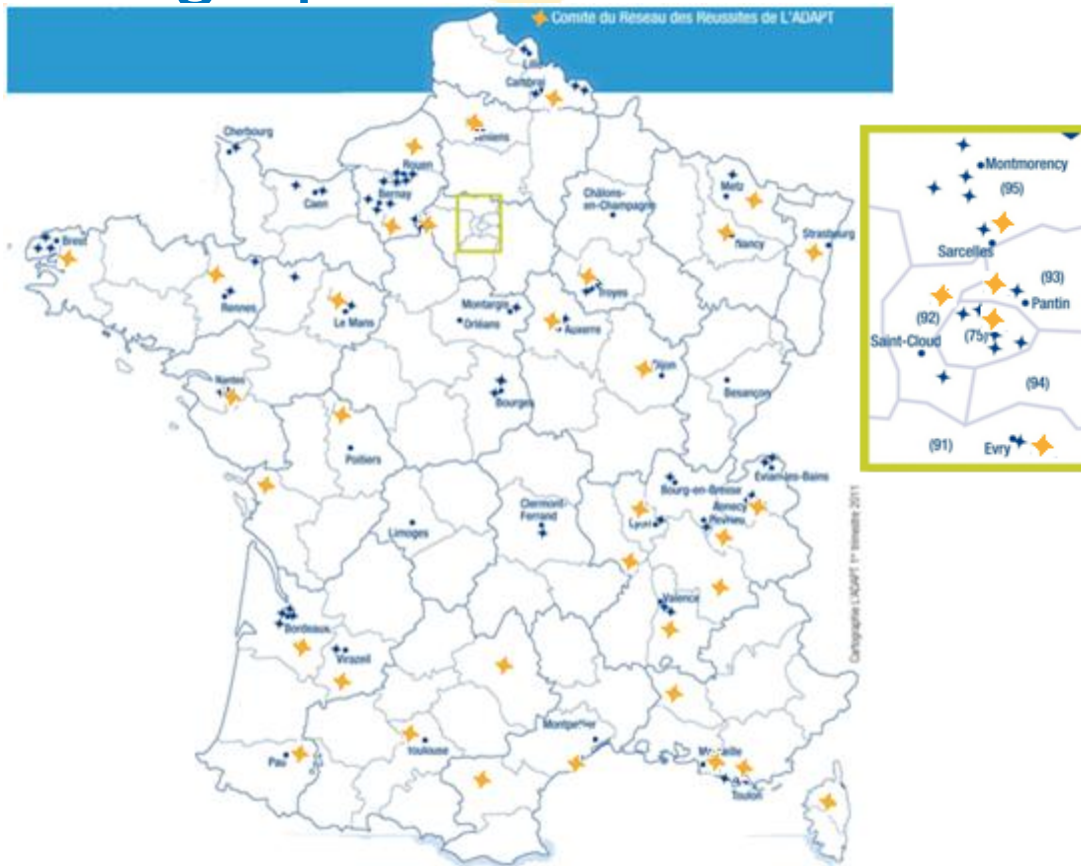 Comité du Réseau des Réussites de L'ADAPT
Lille
Cambrai
Amiens
Cherbourg
Rouen
Bernay
Caen
Châlons-
en-Champagne
Metz
Nancy
Strasbourg
Brest
Rennes
Le Mans
Montargis
Orléans
Troyes
Auxerre
Dijon
Besançon
Nantes
Bourges
Poitiers
Limoges
Clermont-
Ferrand
Bourg-en-Bresse
Évian-les-Bains
Annecy
Lyon
Peyrieu
Valence
Bordeaux
Virazeil
Toulouse
Montpellier
Pau
Marseille
Toulon
Montmorency
(95)
Sarcelles
(93)
Pantin
(92)
(75)
Saint-Cloud
(94)
(91)
Evry
Cartographie L'ADAPT 1er trimestre 2011